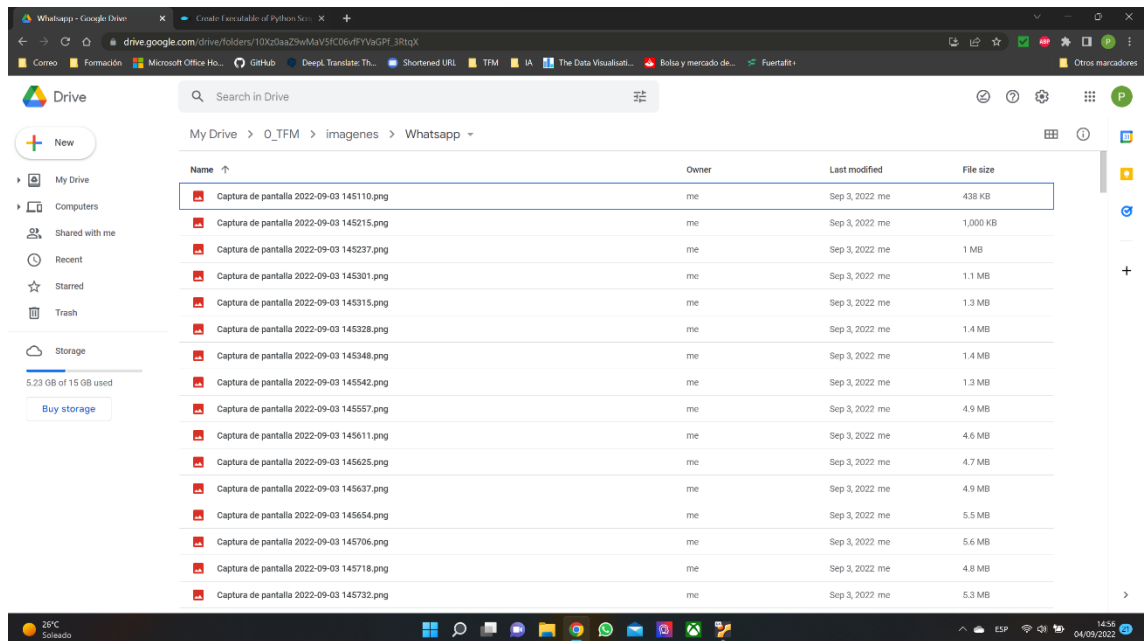 Whatsapp - Google Drive
Create Executable of Python Scrip
drive.google.com/drive/folders/10Xz0aaZ9wMaV5fC06vfFYVaGPf_3RtqX
Correo Formación Microsoft Office Ho... GitHub DeepL Translate: Th... Shortened URL TFM IA The Data Visualisati... Bolsa y mercado de... Fuertafit Otros marcadores
Drive
Search in Drive
P
New
My Drive > 0_TFM > imagenes > Whatsapp
Name Owner Last modified File size
My Drive
Computers
Shared with me
Recent
Starred
Trash
Storage
5.23 GB of 15 GB used
Buy storage
Captura de pantalla 2022-09-03 145110.png me Sep 3, 2022 me 438 KB
Captura de pantalla 2022-09-03 145215.png me Sep 3, 2022 me 1,000 KB
Captura de pantalla 2022-09-03 145237.png me Sep 3, 2022 me 1 MB
Captura de pantalla 2022-09-03 145301.png me Sep 3, 2022 me 1.1 MB
Captura de pantalla 2022-09-03 145315.png me Sep 3, 2022 me 1.3 MB
Captura de pantalla 2022-09-03 145328.png me Sep 3, 2022 me 1.4 MB
Captura de pantalla 2022-09-03 145348.png me Sep 3, 2022 me 1.4 MB
Captura de pantalla 2022-09-03 145542.png me Sep 3, 2022 me 1.3 MB
Captura de pantalla 2022-09-03 145557.png me Sep 3, 2022 me 4.9 MB
Captura de pantalla 2022-09-03 145611.png me Sep 3, 2022 me 4.6 MB
Captura de pantalla 2022-09-03 145625.png me Sep 3, 2022 me 4.7 MB
Captura de pantalla 2022-09-03 145637.png me Sep 3, 2022 me 4.9 MB
Captura de pantalla 2022-09-03 145654.png me Sep 3, 2022 me 5.5 MB
Captura de pantalla 2022-09-03 145706.png me Sep 3, 2022 me 5.6 MB
Captura de pantalla 2022-09-03 145718.png me Sep 3, 2022 me 4.8 MB
Captura de pantalla 2022-09-03 145732.png me Sep 3, 2022 me 5.3 MB
26°C
Soleado
ESP
14:56
04/09/2022
21